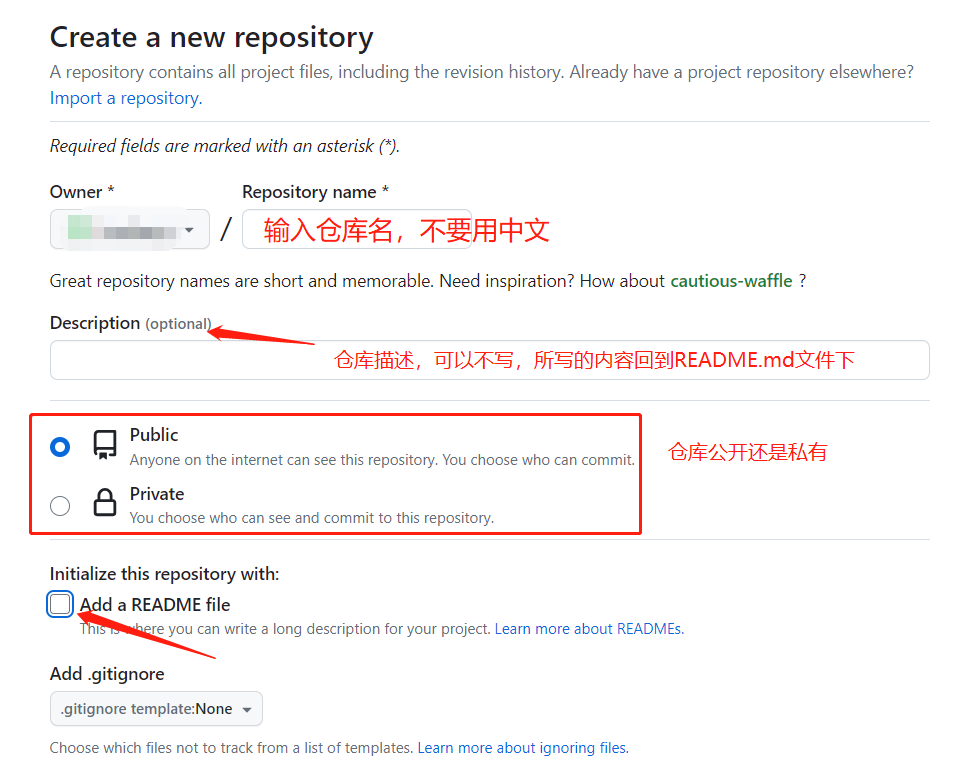 Create a new repository
A repository contains all project files, including the revision history. Already have a project repository elsewhere?
Import a repository.
Required fields are marked with an asterisk (*).
Owner * Repository name *
/ 输入仓库名，不要用中文
Great repository names are short and memorable. Need inspiration? How about cautious-waffle ?
Description (optional)
仓库描述，可以不写，所写的内容回到README.md文件下
Public
Anyone on the internet can see this repository. You choose who can commit.
仓库公开还是私有
Private
You choose who can see and commit to this repository.
Initialize this repository with:
Add a README file
This is where you can write a long description for your project. Learn more about READMEs.
Add .gitignore
.gitignore template:None
Choose which files not to track from a list of templates. Learn more about ignoring files.